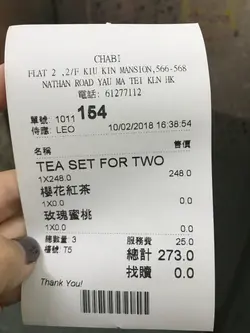 CHABI
FLAT 2 .2/F KIU KIN MANSION,566-568
NATHAN ROAD YAU MA TEI KLN HK
電話: 61277112
單號 1011 154
侍應 LEO 10/02/2018 16:38:54
名稱 售價
TEA SET FOR TWO
1X248.0 248.0
櫻花紅茶
1X0.0 0.0
玫瑰蜜桃
1X0.0 0.0
總數量 3 服務費 25.0
檯號 T5 總計 273.0
找贖 0.0
Thank You!